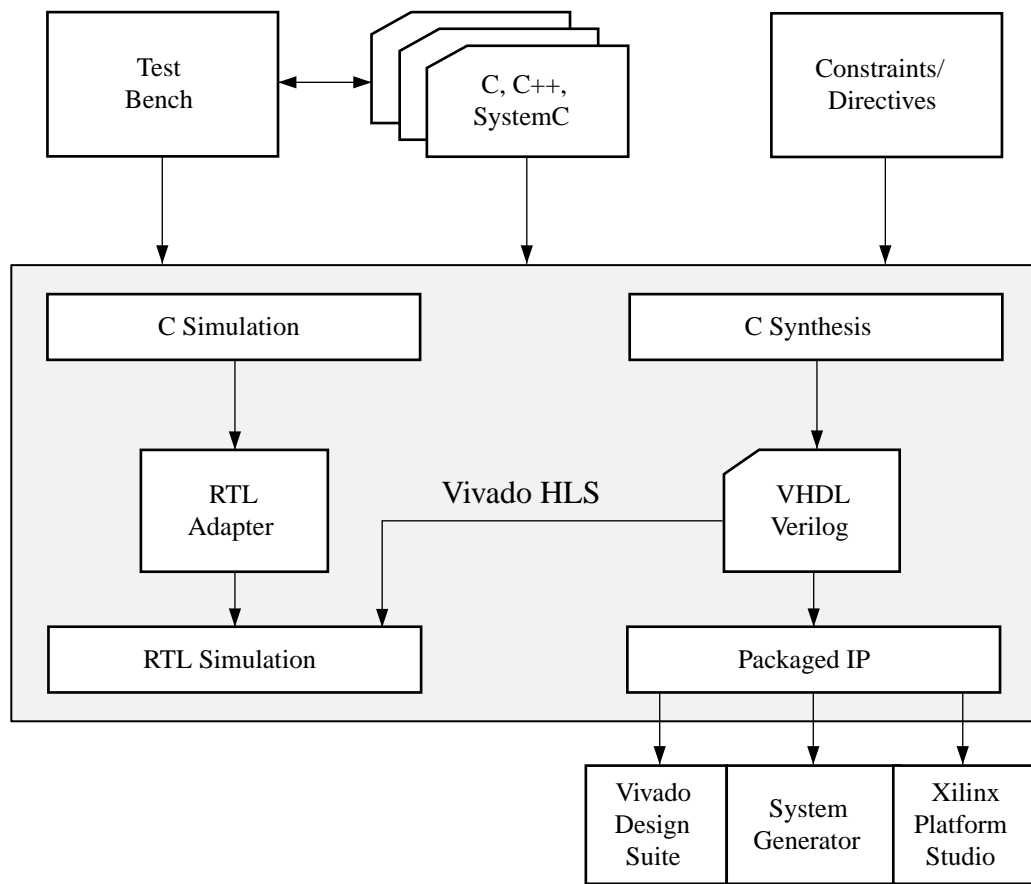 Test
Bench
C, C++,
SystemC
Constraints/
Directives
C Simulation
C Synthesis
RTL
Adapter
Vivado HLS
VHDL
Verilog
RTL Simulation
Packaged IP
Vivado
Design
Suite
System
Generator
Xilinx
Platform
Studio